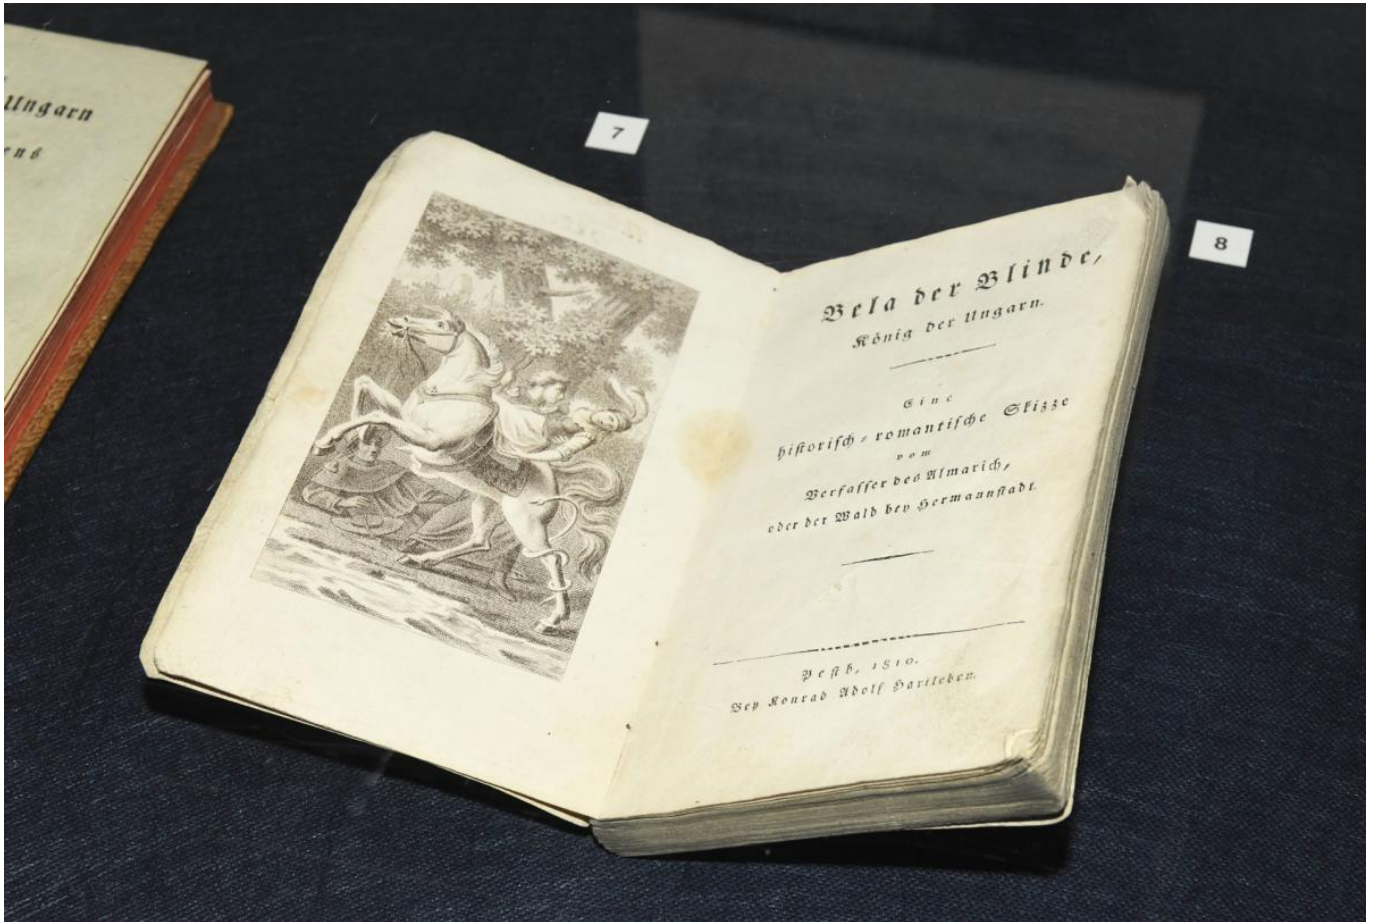 Ungarn
ens
7
8
Bela der Blinde,
König der Ungarn.
Eine
historisch-romantische Skizze
vom
Verfasser des Almarich,
oder der Wald bey Hermannstadt.
Pesth, 1810.
Bey Konrad Adolf Hartleben.